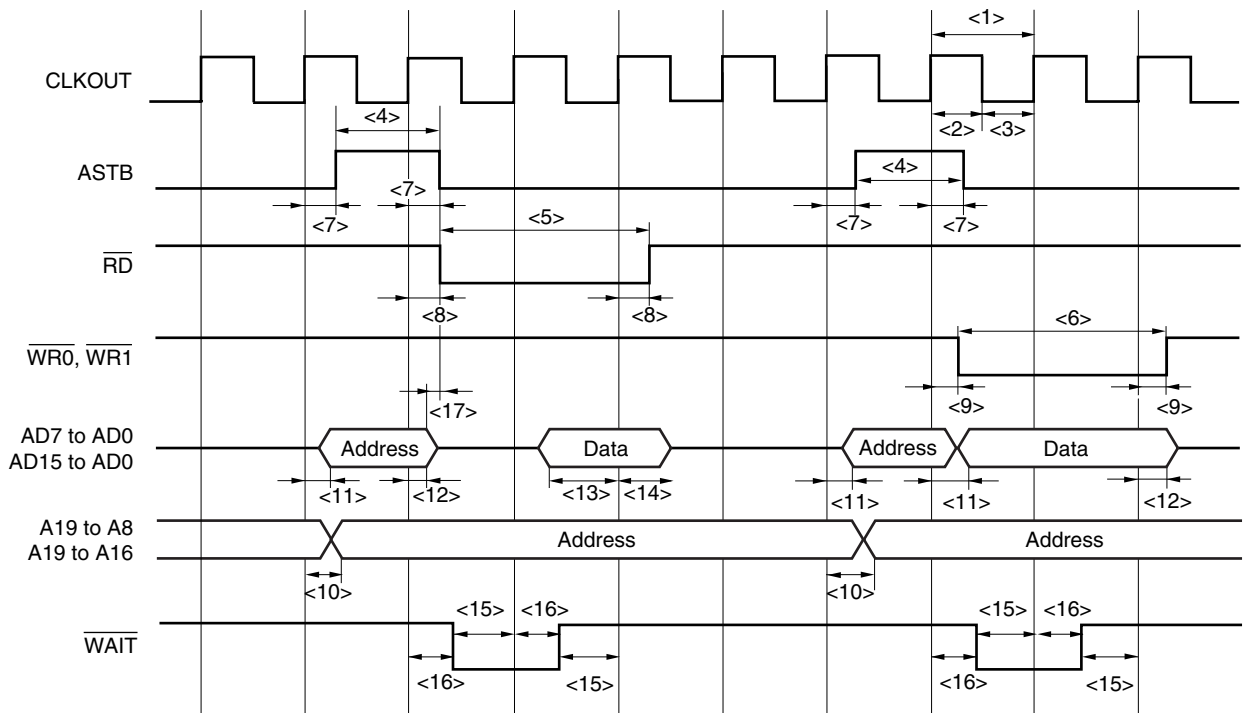 <1>
CLKOUT
<4>
<2> <3>
ASTB
<7>
<4>
<7>
<5>
<7>
<7>
RD
<8>
<8>
<6>
WR0, WR1
<17>
<9>
<9>
AD7 to AD0
AD15 to AD0
Address
Data
Address
Data
<11>
<12>
<13>
<14>
<11>
<11>
<12>
A19 to A8
A19 to A16
Address
Address
<10>
<10>
<15>
<16>
<15>
<16>
WAIT
<16>
<15>
<16>
<15>